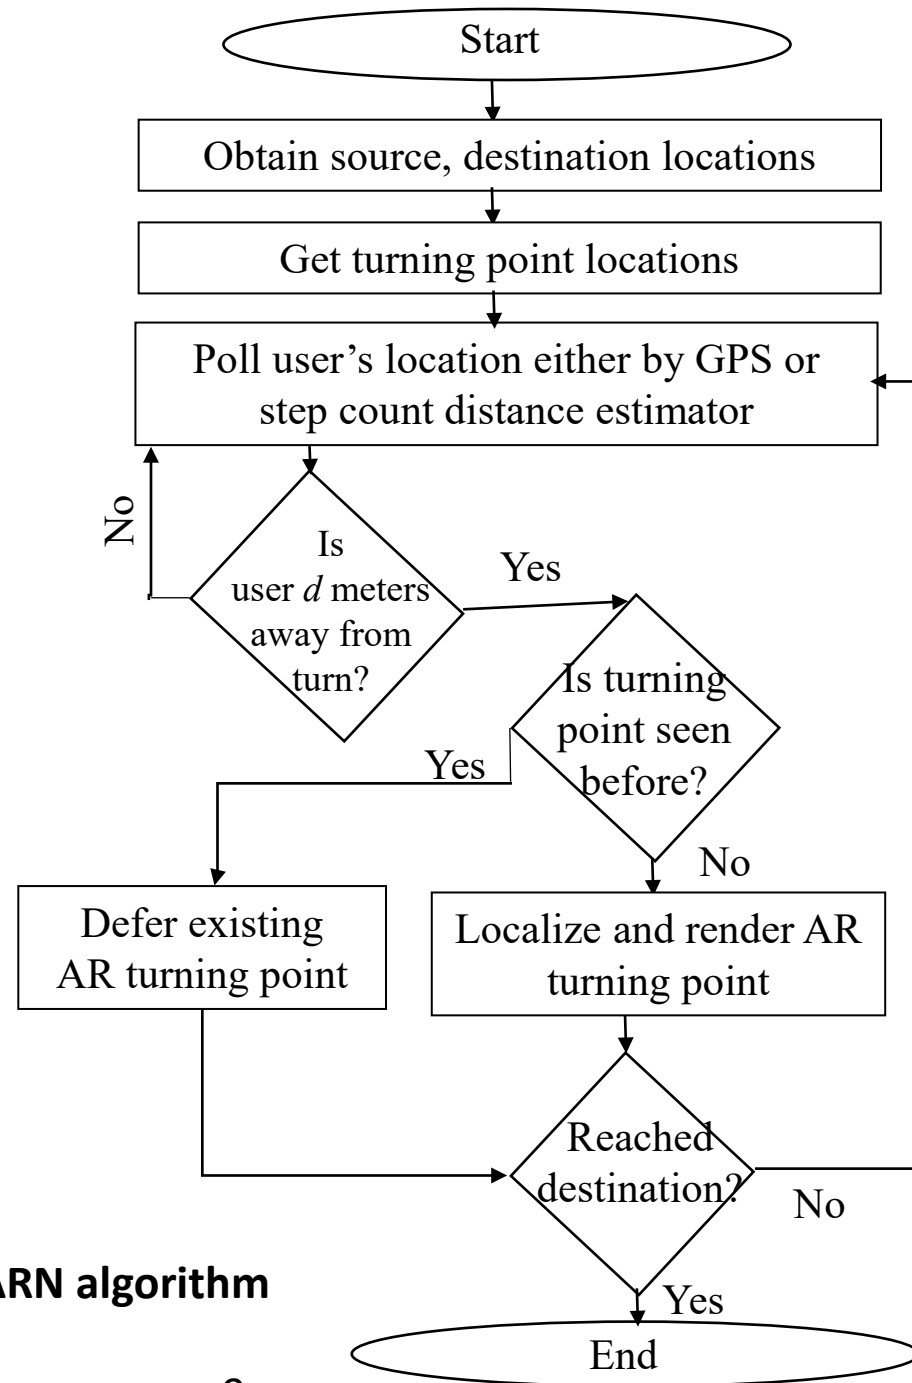 Start
Obtain source, destination locations
Get turning point locations
Poll user’s location either by GPS or
step count distance estimator
No
Is
user d meters
away from
turn?
Yes
Is turning
point seen
before?
Yes
No
Defer existing
AR turning point
Localize and render AR
turning point
Reached
destination?
No
ARN algorithm
Yes
End